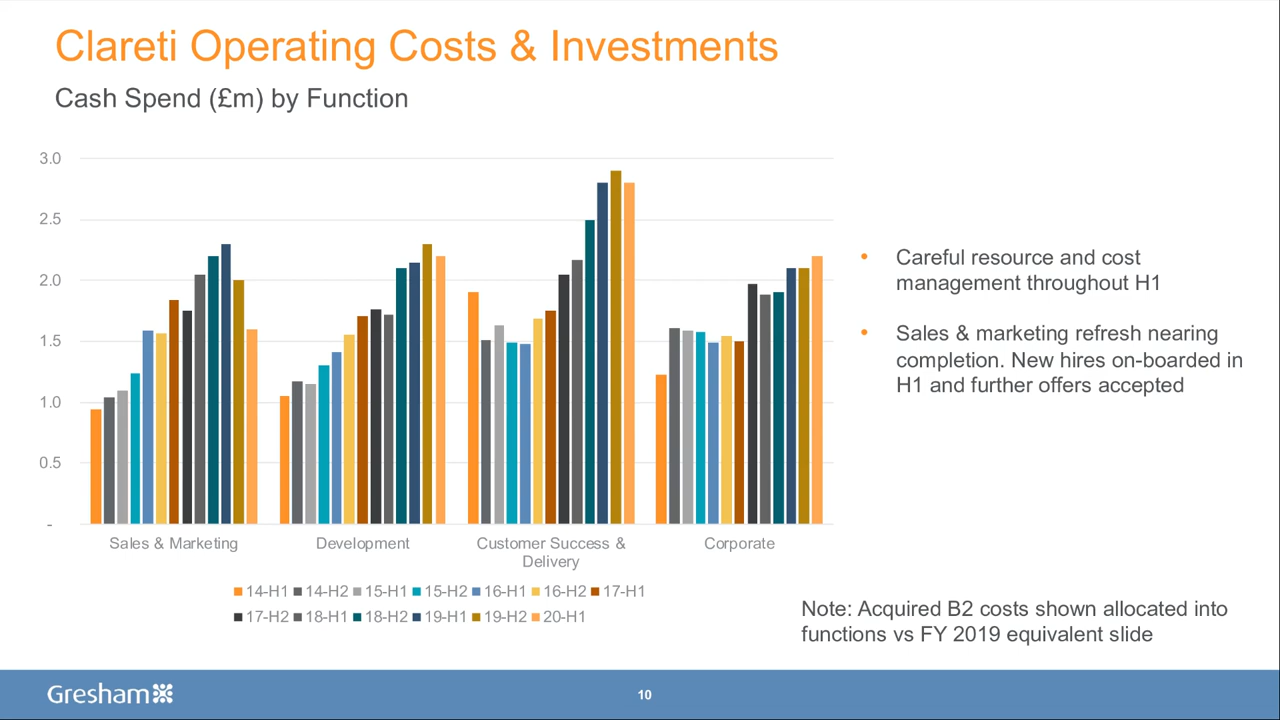 Clareti Operating Costs & Investments
Cash Spend (£m) by Function
3.0
2.5
2.0
1.5
1.0
0.5
-
Sales & Marketing
Development
Customer Success &
Delivery
Corporate
14-H1 14-H2 15-H1 15-H2 16-H1 16-H2 17-H1
17-H2 18-H1 18-H2 19-H1 19-H2 20-H1
• Careful resource and cost
management throughout H1
• Sales & marketing refresh nearing
completion. New hires on-boarded in
H1 and further offers accepted
Note: Acquired B2 costs shown allocated into
functions vs FY 2019 equivalent slide
Gresham
10